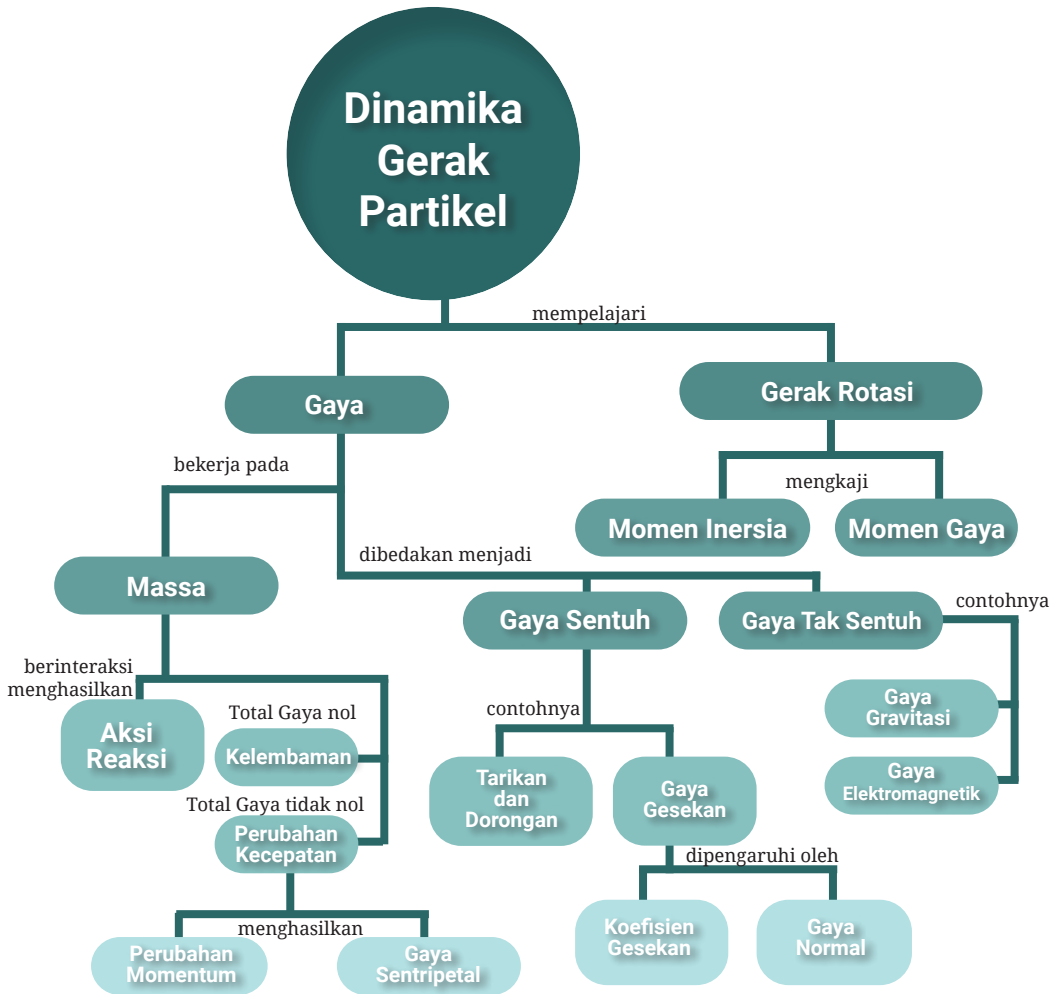 Dinamika
Gerak
Partikel
mempelajari
Gaya
Gerak Rotasi
bekerja pada
mengkaji
Momen Inersia
Momen Gaya
dibedakan menjadi
Massa
Gaya Sentuh
Gaya Tak Sentuh
contohnya
berinteraksi
menghasilkan
Aksi
Reaksi
Total Gaya nol
Kelembaman
Total Gaya tidak nol
Perubahan
Kecepatan
contohnya
Tarikan
dan
Dorongan
Gaya
Gesekan
Gaya
Gravitasi
Gaya
Elektromagnetik
dipengaruhi oleh
menghasilkan
Perubahan
Momentum
Gaya
Sentripetal
Koefisien
Gesekan
Gaya
Normal